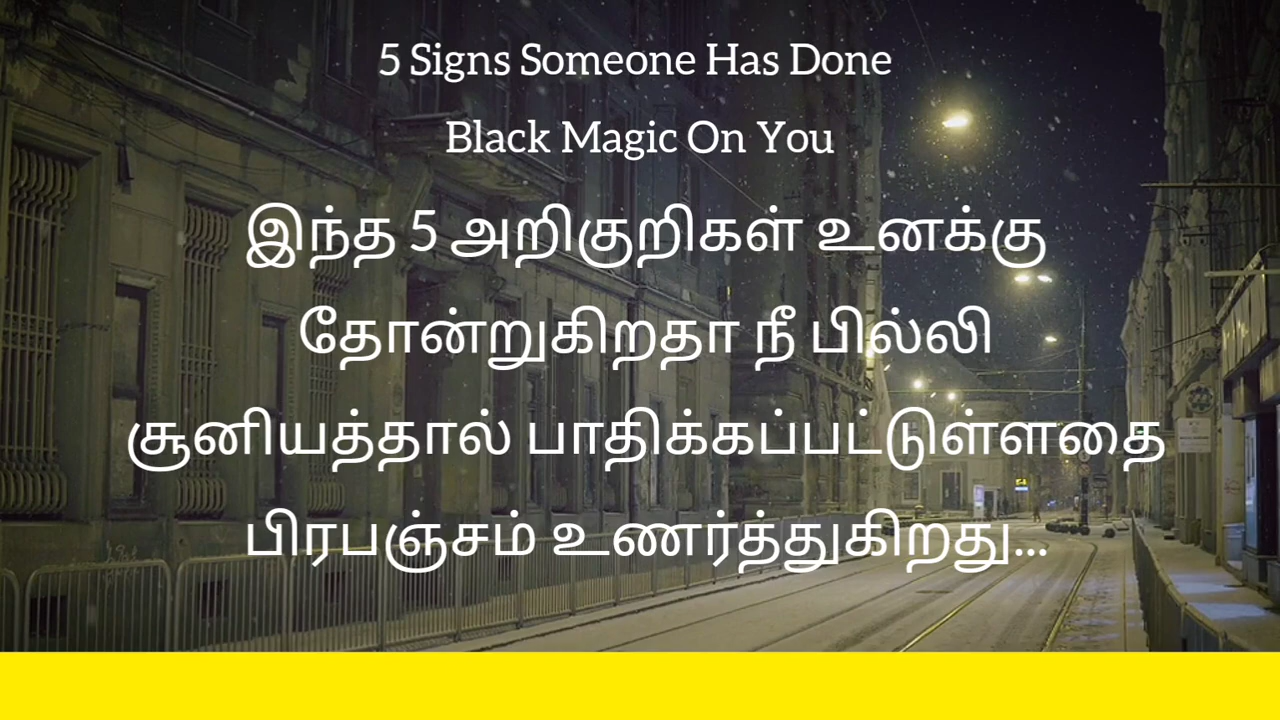 5 Signs Someone Has Done
Black Magic On You
இந்த 5 அறிகுறிகள் உனக்கு
தோன்றுகிறதா நீ பில்லி
சூனியத்தால் பாதிக்கப்பட்டுள்ளதை
பிரபஞ்சம் உணர்த்துகிறது...